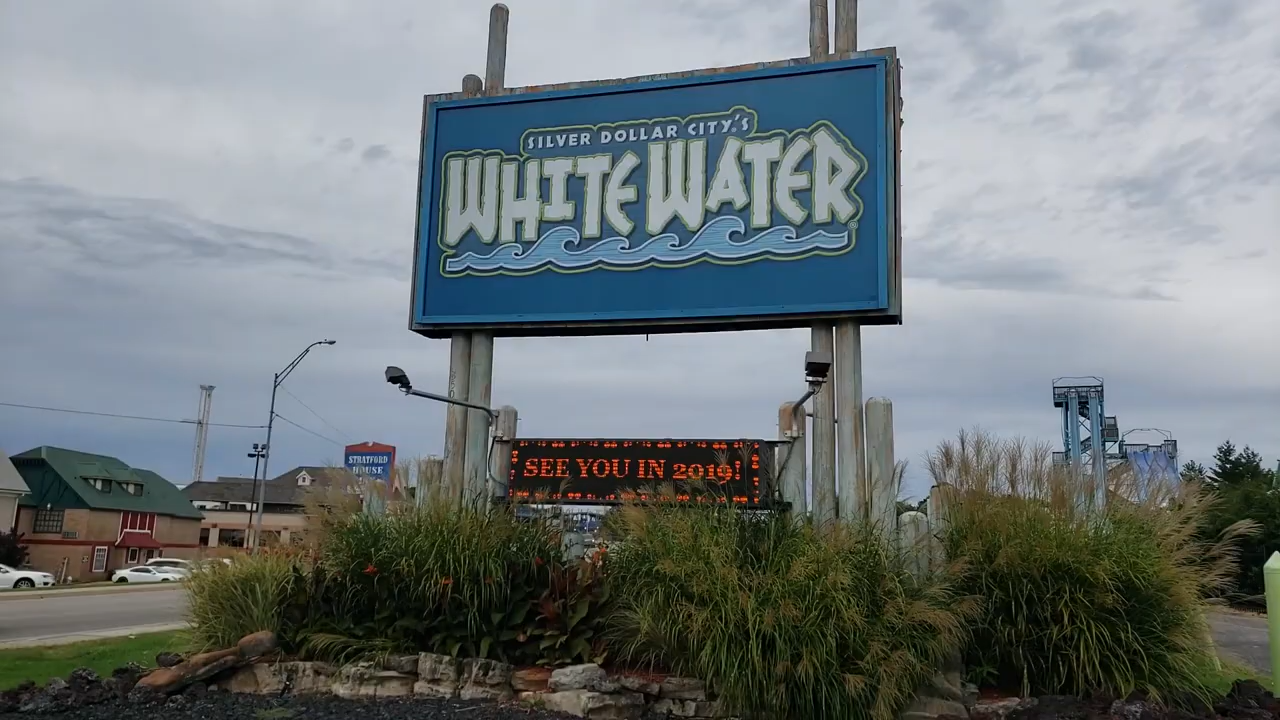 SILVER DOLLAR CITY'S
WHITE WATER
®
STRATFORD
HOUSE
SEE YOU IN 2019!